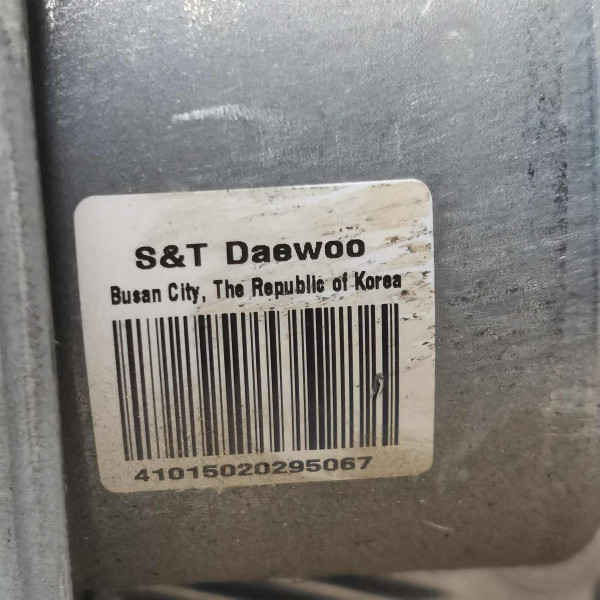 S&T Daewoo
Busan City, The Republic of Korea
41015020295067